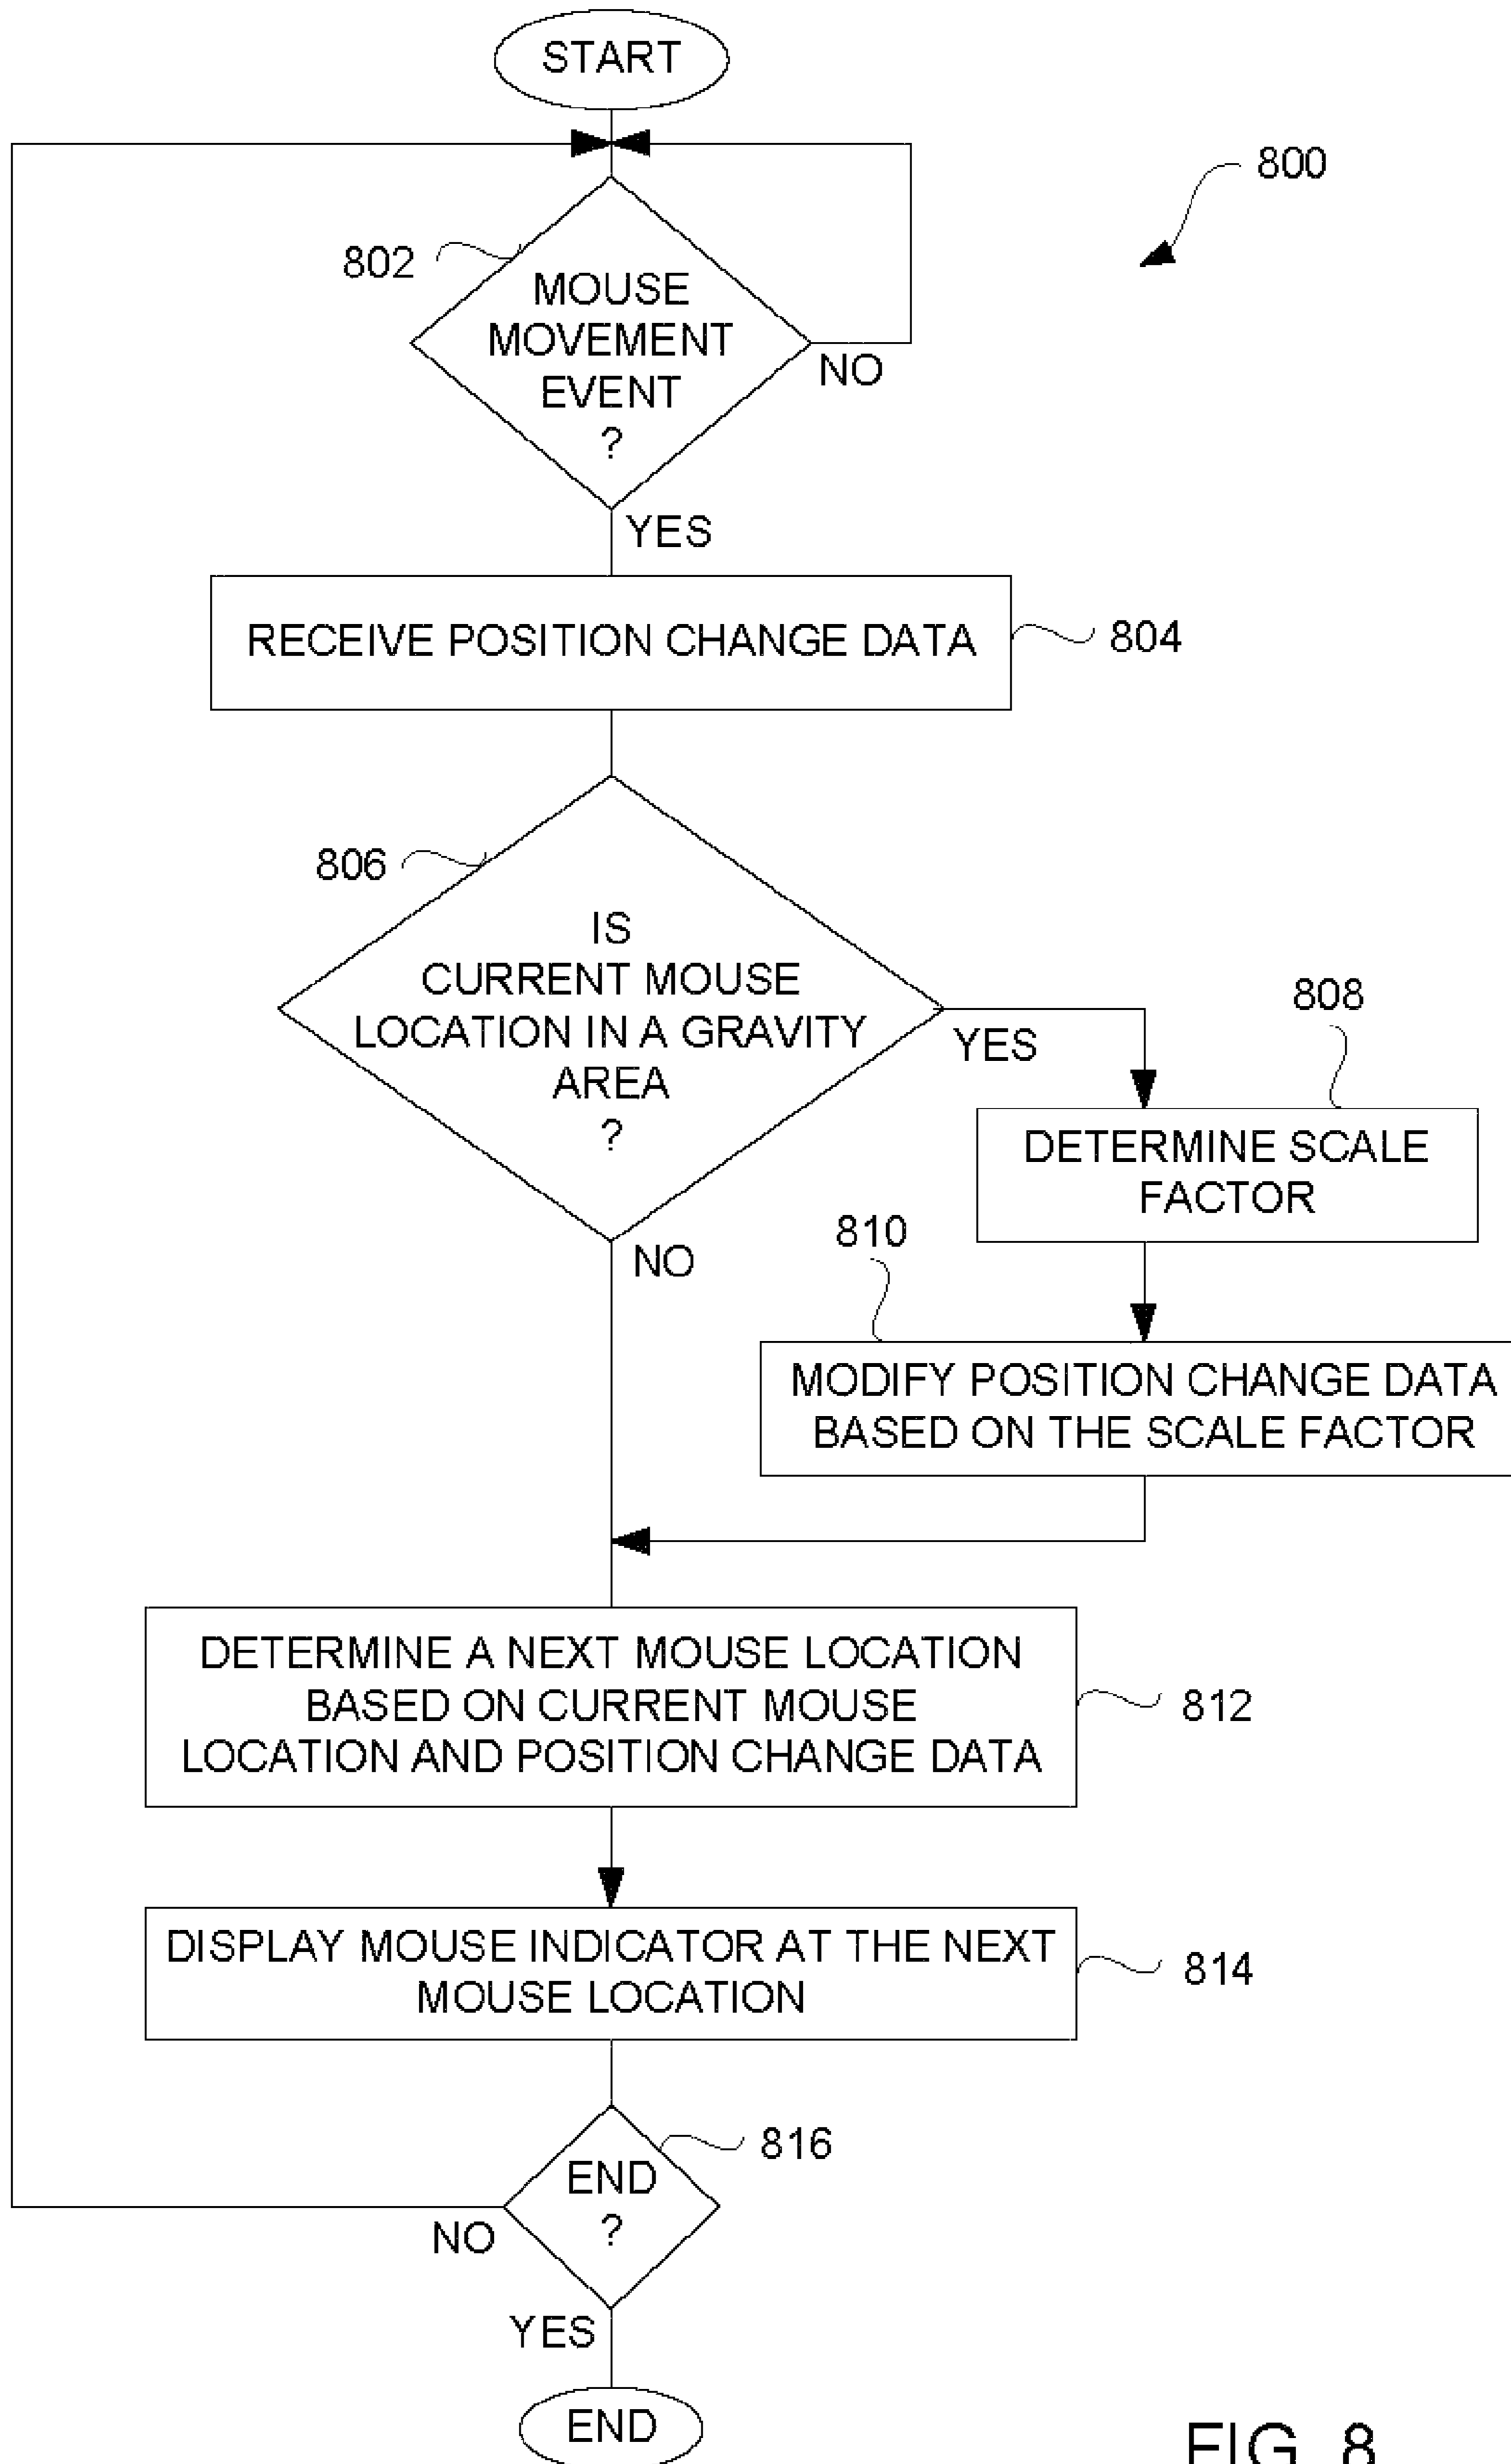 START
800
802
MOUSE
MOVEMENT
EVENT
?
NO
YES
RECEIVE POSITION CHANGE DATA
804
806
IS
CURRENT MOUSE
LOCATION IN A GRAVITY
AREA
?
YES
NO
808
DETERMINE SCALE
FACTOR
810
MODIFY POSITION CHANGE DATA
BASED ON THE SCALE FACTOR
DETERMINE A NEXT MOUSE LOCATION
BASED ON CURRENT MOUSE
LOCATION AND POSITION CHANGE DATA
812
DISPLAY MOUSE INDICATOR AT THE NEXT
MOUSE LOCATION
814
816
END
?
NO
YES
END
FIG. 8